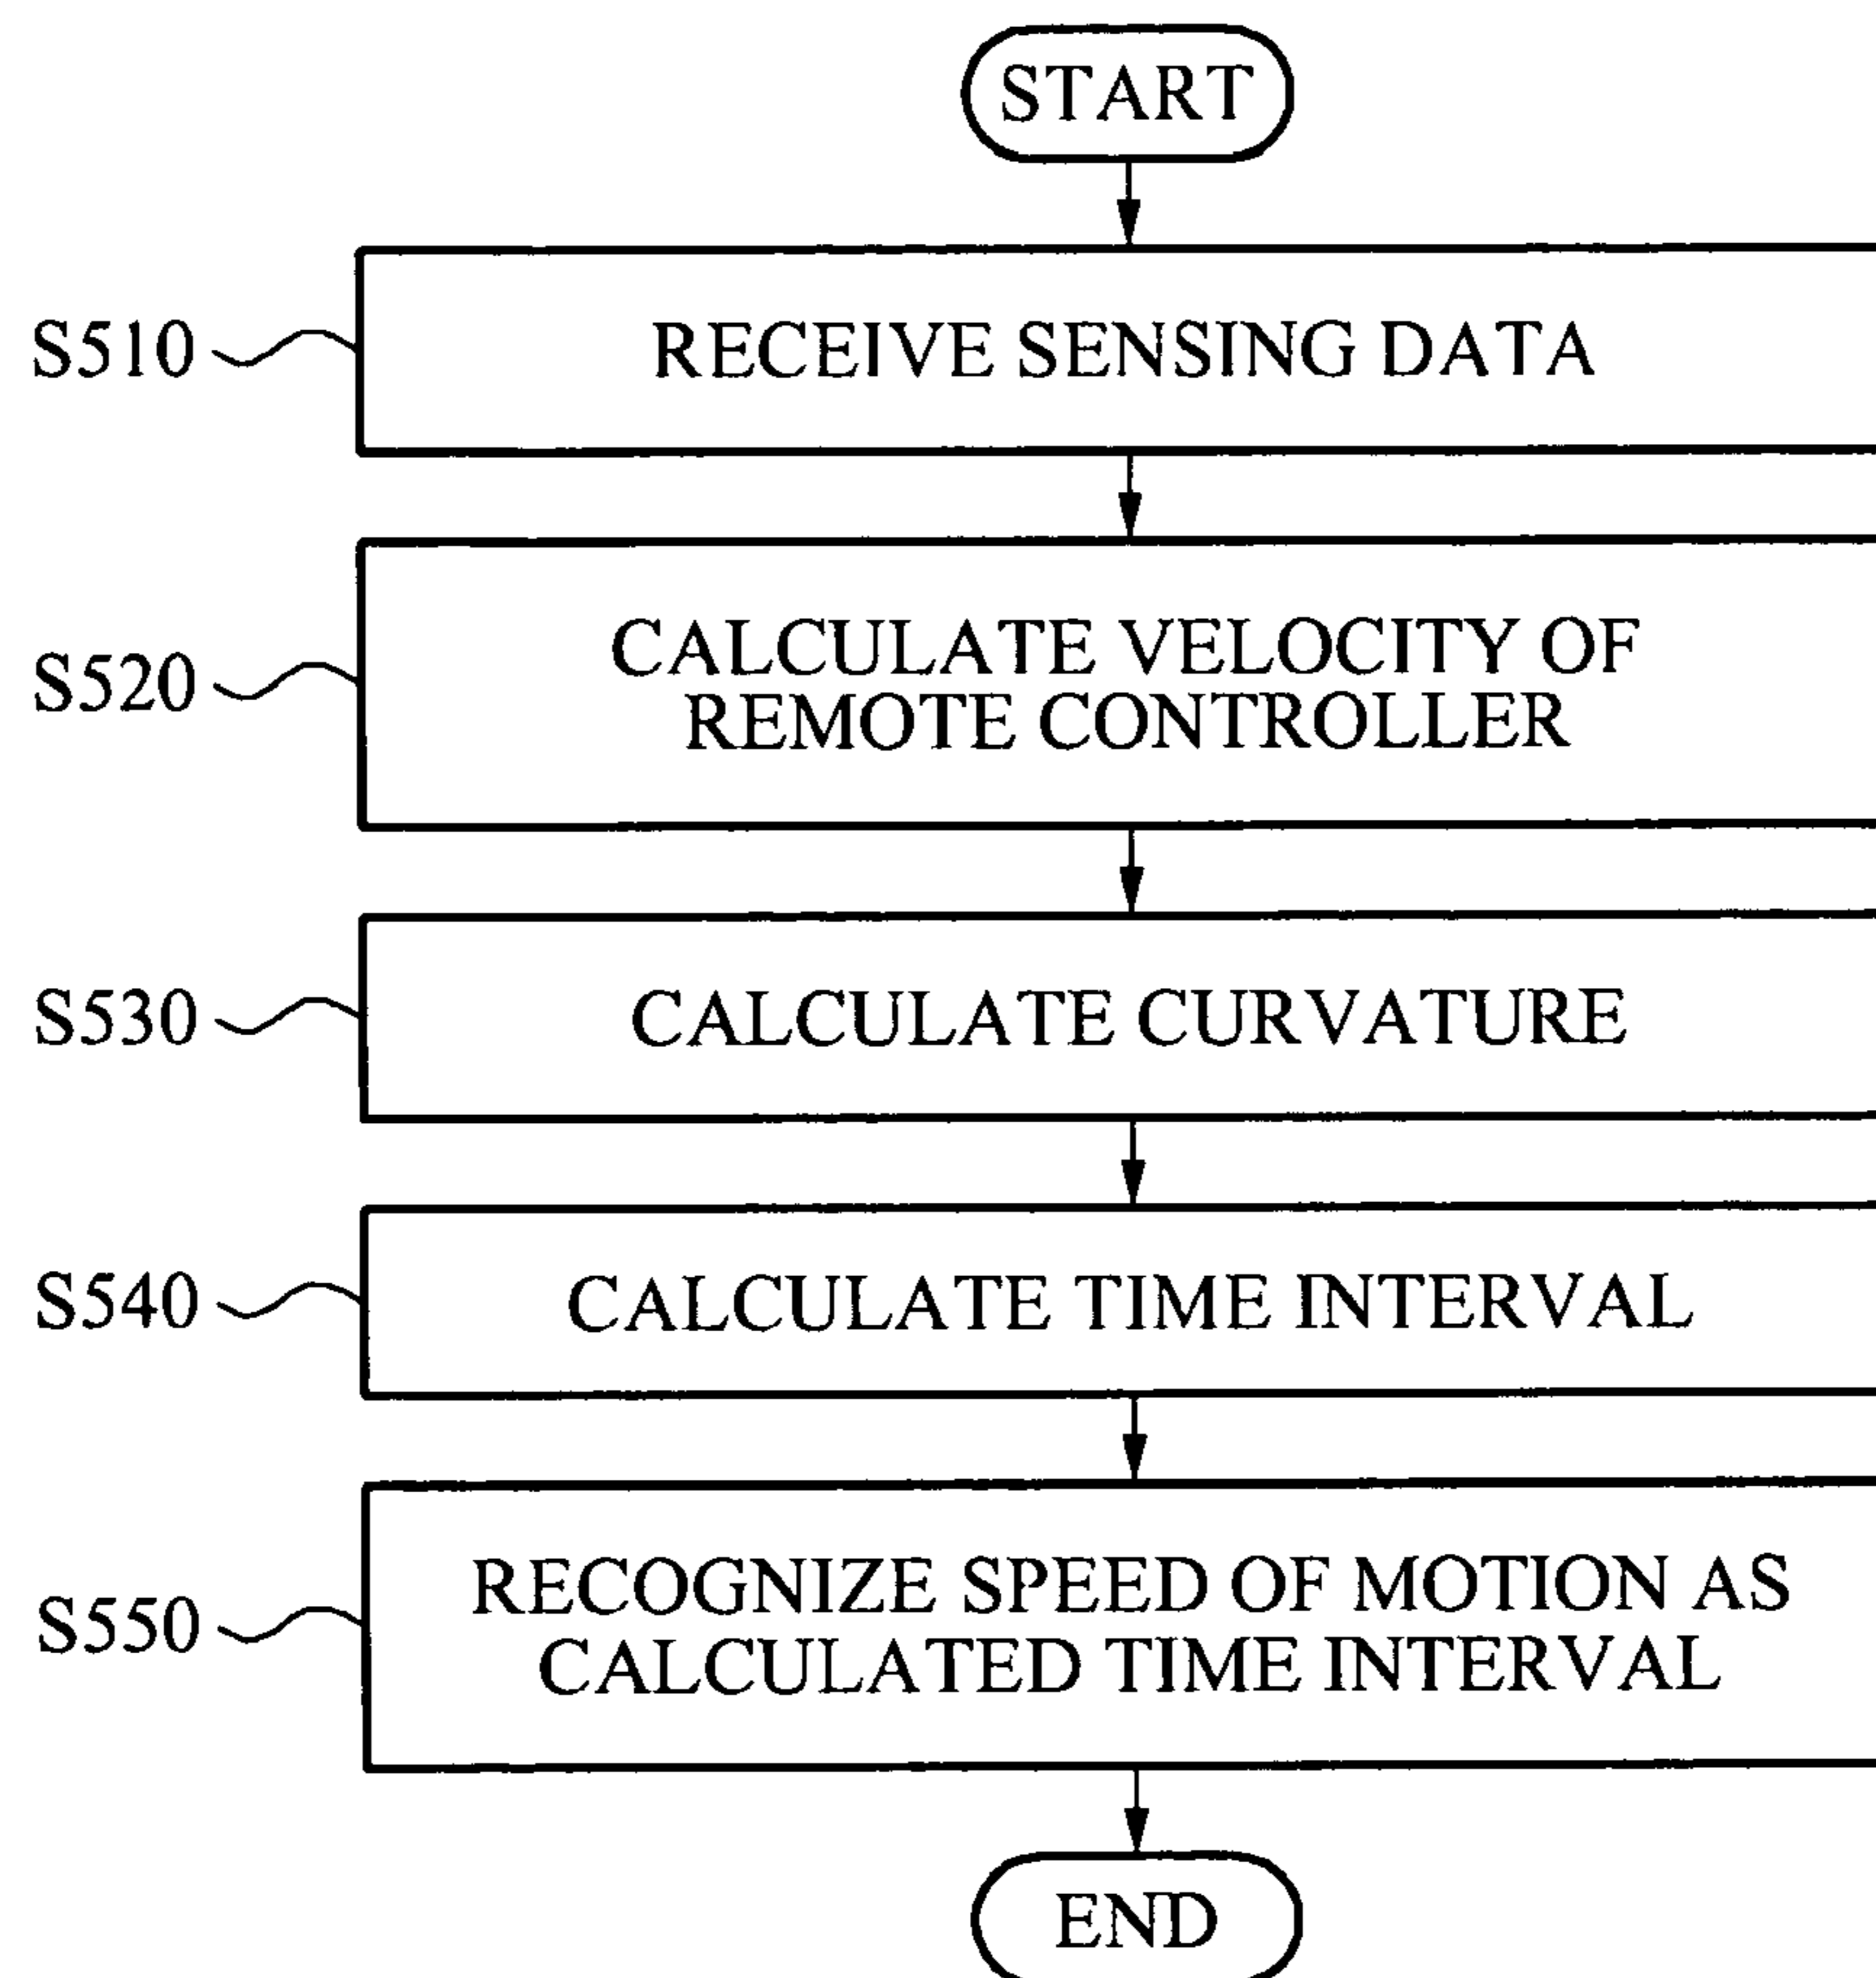 START
S510
RECEIVE SENSING DATA
S520
CALCULATE VELOCITY OF
REMOTE CONTROLLER
S530
CALCULATE CURVATURE
S540
CALCULATE TIME INTERVAL
S550
RECOGNIZE SPEED OF MOTION AS
CALCULATED TIME INTERVAL
END